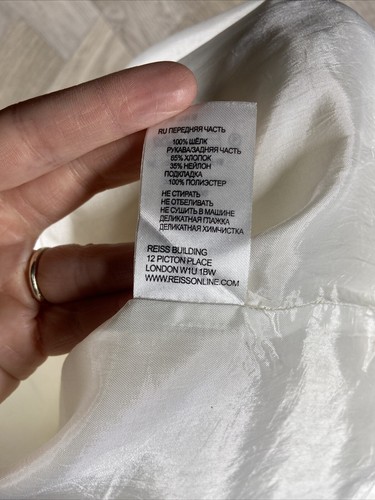 RU ПЕРЕДНЯЯ ЧАСТЬ
100% ШЁЛК
РУКАВА/ЗАДНЯЯ ЧАСТЬ
65% ХЛОПОК
35% НЕЙЛОН
ПОДКЛАДКА
100% ПОЛИЭСТЕР
НЕ СТИРАТЬ
НЕ ОТБЕЛИВАТЬ
НЕ СУШИТЬ В МАШИНЕ
ДЕЛИКАТНАЯ ГЛАЖКА
ДЕЛИКАТНАЯ ХИМЧИСТКА
REISS BUILDING
12 PICTON PLACE
LONDON W1U 1BW
WWW.REISSONLINE.COM